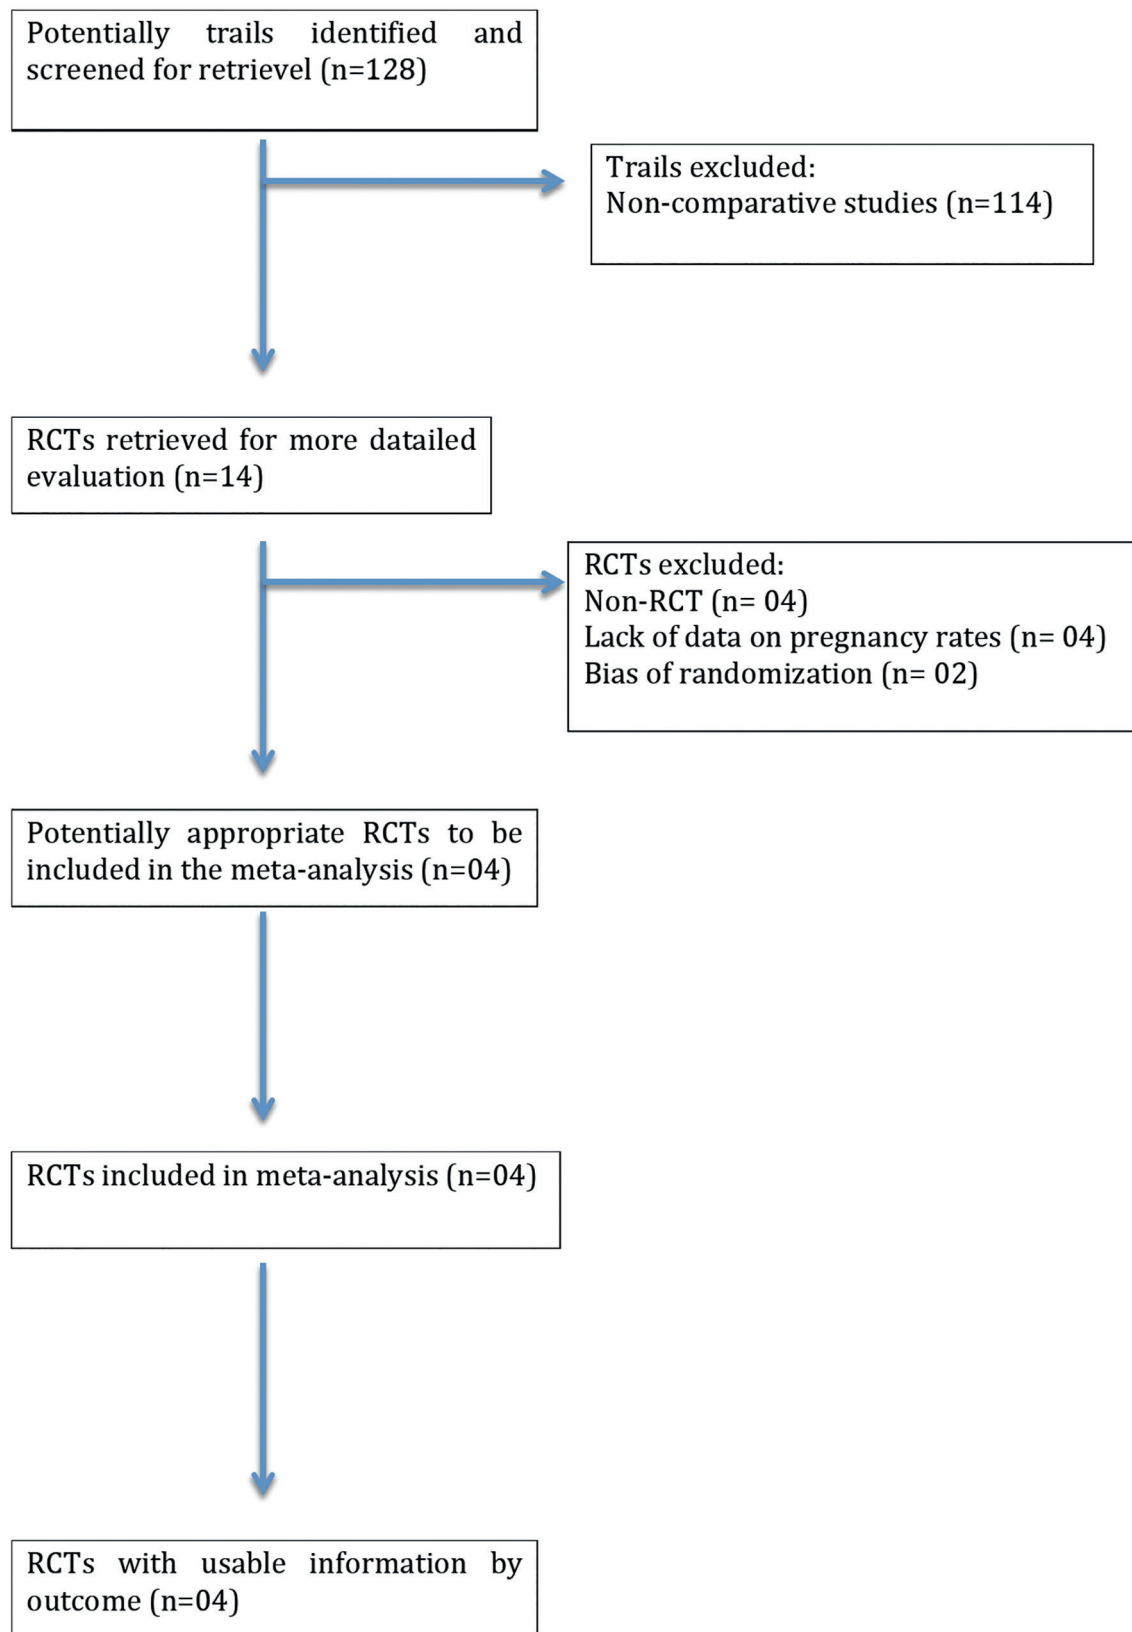 Potentially trails identified and
screened for retrievel (n=128)
Trails excluded:
Non-comparative studies (n=114)
RCTs retrieved for more datailed
evaluation (n=14)
RCTs excluded:
Non-RCT (n= 04)
Lack of data on pregnancy rates (n= 04)
Bias of randomization (n= 02)
Potentially appropriate RCTs to be
included in the meta-analysis (n=04)
RCTs included in meta-analysis (n=04)
RCTs with usable information by
outcome (n=04)